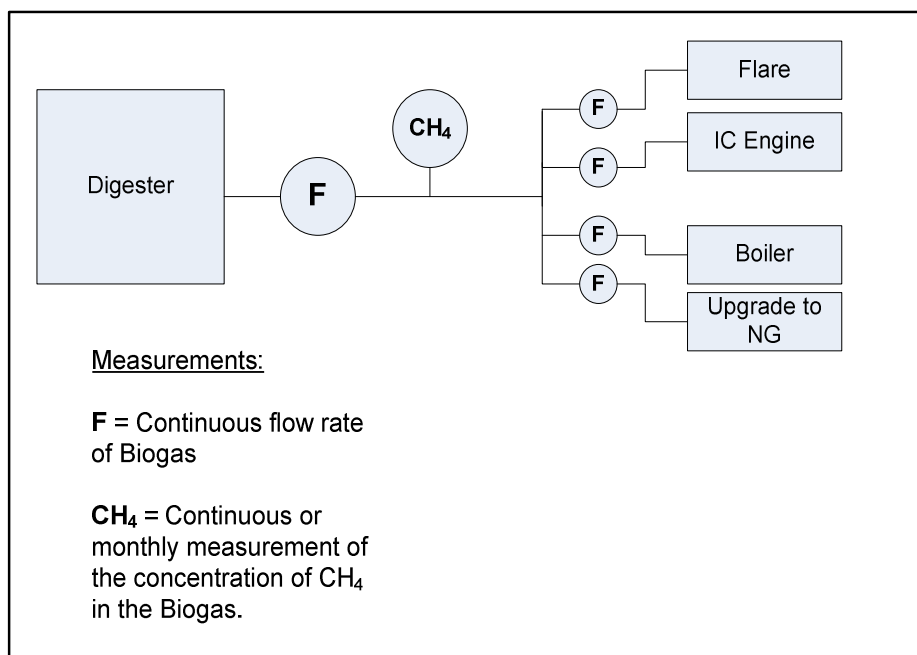 Digester
F
CH₄
F
Flare
F
IC Engine
F
Boiler
F
Upgrade to
NG
Measurements:
F = Continuous flow rate
of Biogas
CH₄ = Continuous or
monthly measurement of
the concentration of CH₄
in the Biogas.